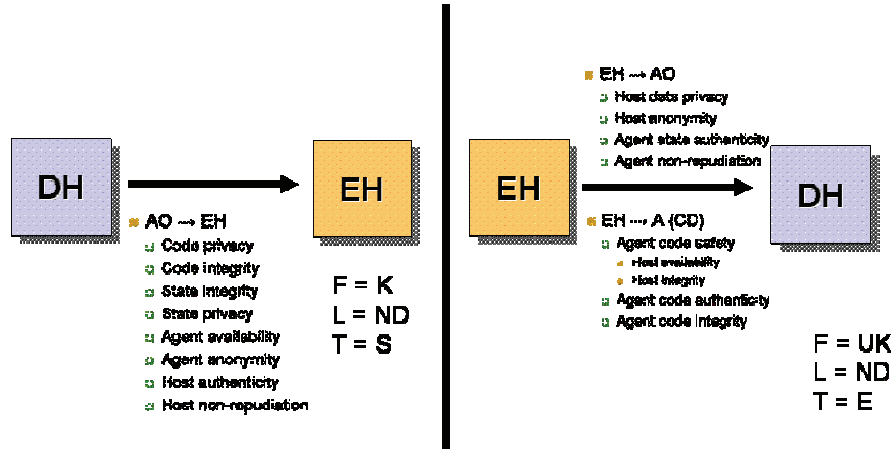 DH
EH
AO → EH
Code privacy
Code integrity
State integrity
State privacy
Agent availability
Agent anonymity
Host authenticity
Host non-repudiation
F = K
L = ND
T = S
EH → AO
Host data privacy
Host anonymity
Agent state authenticity
Agent non-repudiation
EH
DH
EH → A (CD)
Agent code safety
Host availability
Host integrity
Agent code authenticity
Agent code integrity
F = UK
L = ND
T = E